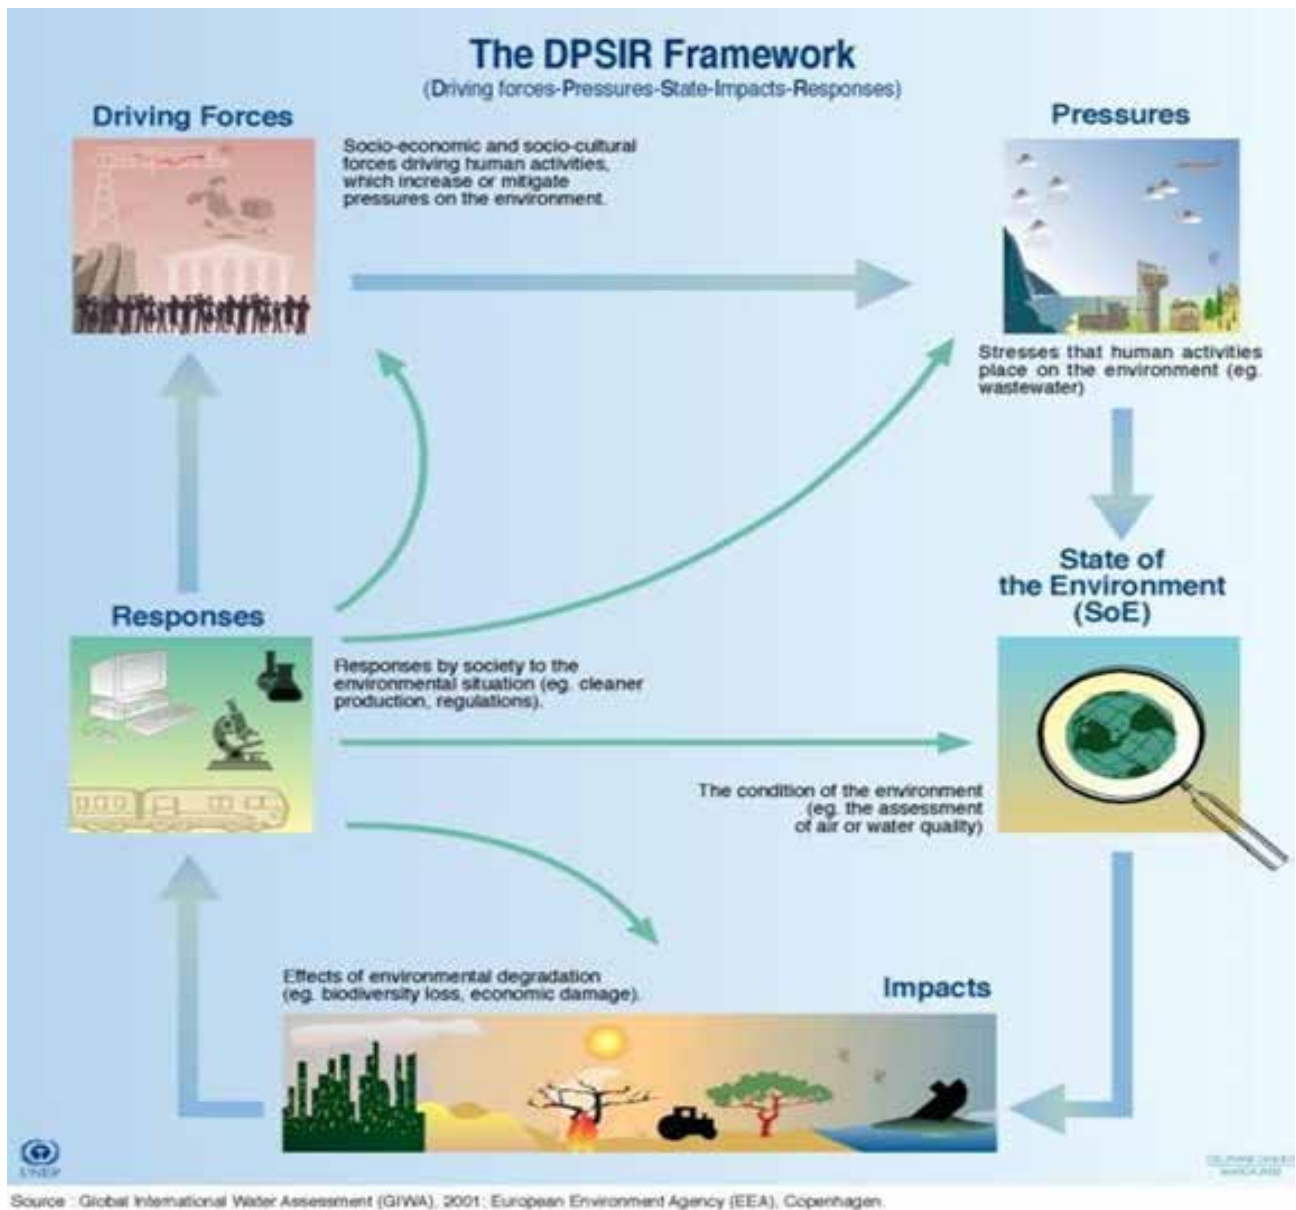 The DPSIR Framework
(Driving forces-Pressures-State-Impacts-Responses)
Driving Forces
Socio-economic and socio-cultural
forces driving human activities,
which increase or mitigate
pressures on the environment.
Pressures
Stresses that human activities
place on the environment (eg.
wastewater)
State of
the Environment
(SoE)
Responses
Responses by society to the
environmental situation (eg. cleaner
production, regulations).
The condition of the environment
(eg. the assessment
of air or water quality)
Effects of environmental degradation
(eg. biodiversity loss, economic damage).
Impacts
UNEP
Source : Global International Water Assessment (GIWA), 2001; European Environment Agency (EEA), Copenhagen.